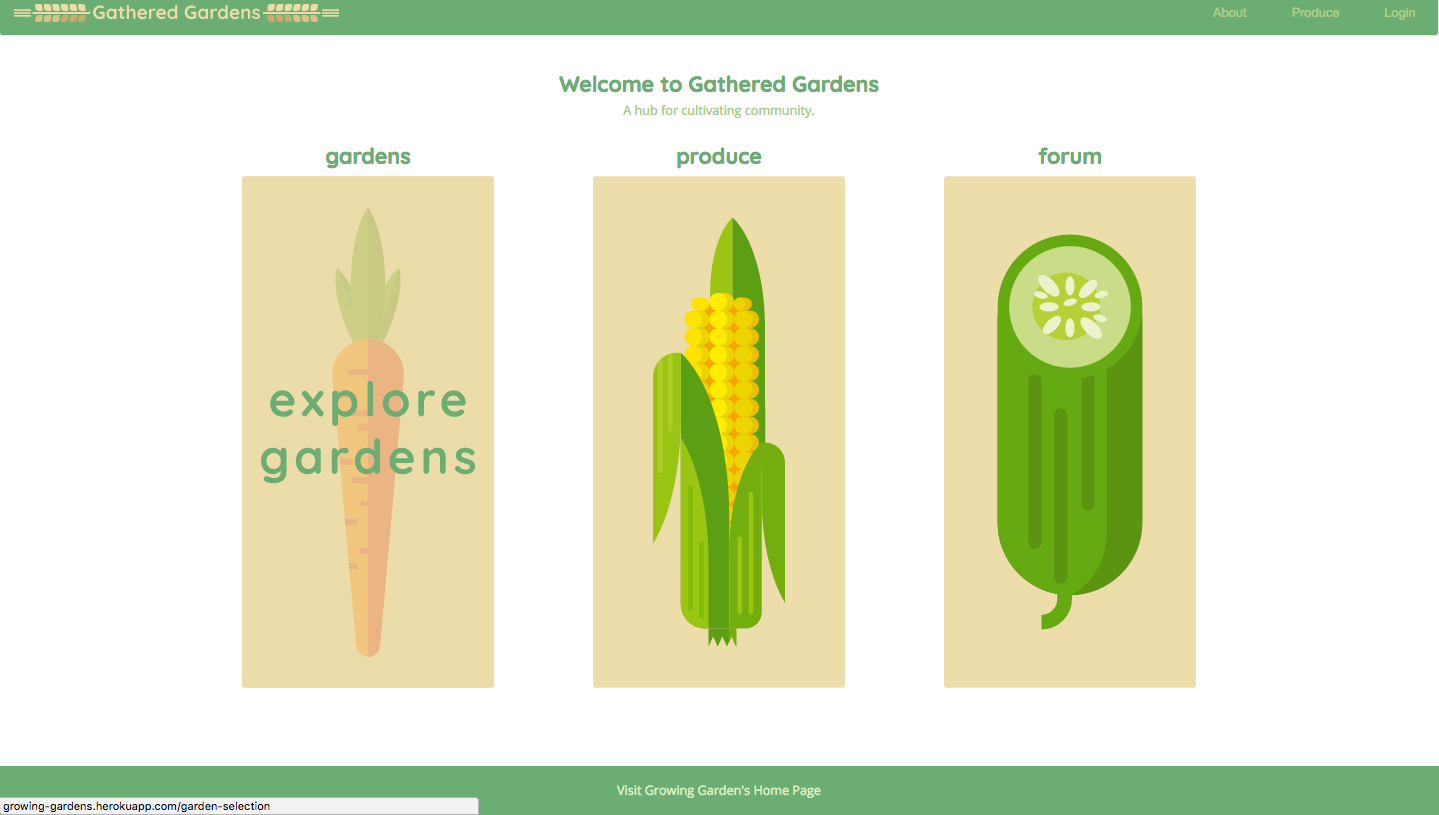 Gathered Gardens
About
Produce
Login
Welcome to Gathered Gardens
A hub for cultivating community.
gardens
produce
forum
explore
gardens
Visit Growing Garden's Home Page
growing-gardens.herokuapp.com/garden-selection